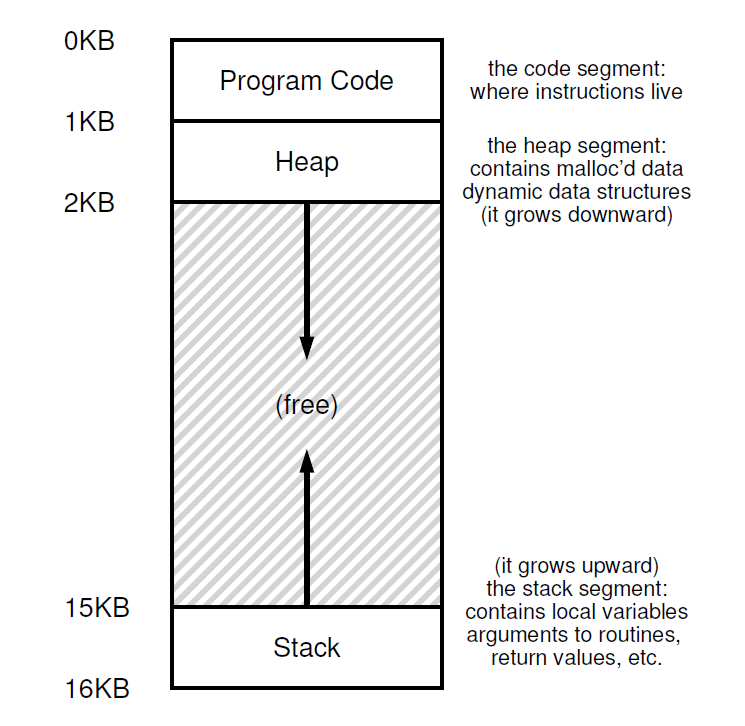 0KB
Program Code
the code segment:
where instructions live
1KB
Heap
the heap segment:
contains malloc'd data
dynamic data structures
(it grows downward)
2KB
(free)
(it grows upward)
the stack segment:
contains local variables
arguments to routines,
return values, etc.
15KB
Stack
16KB